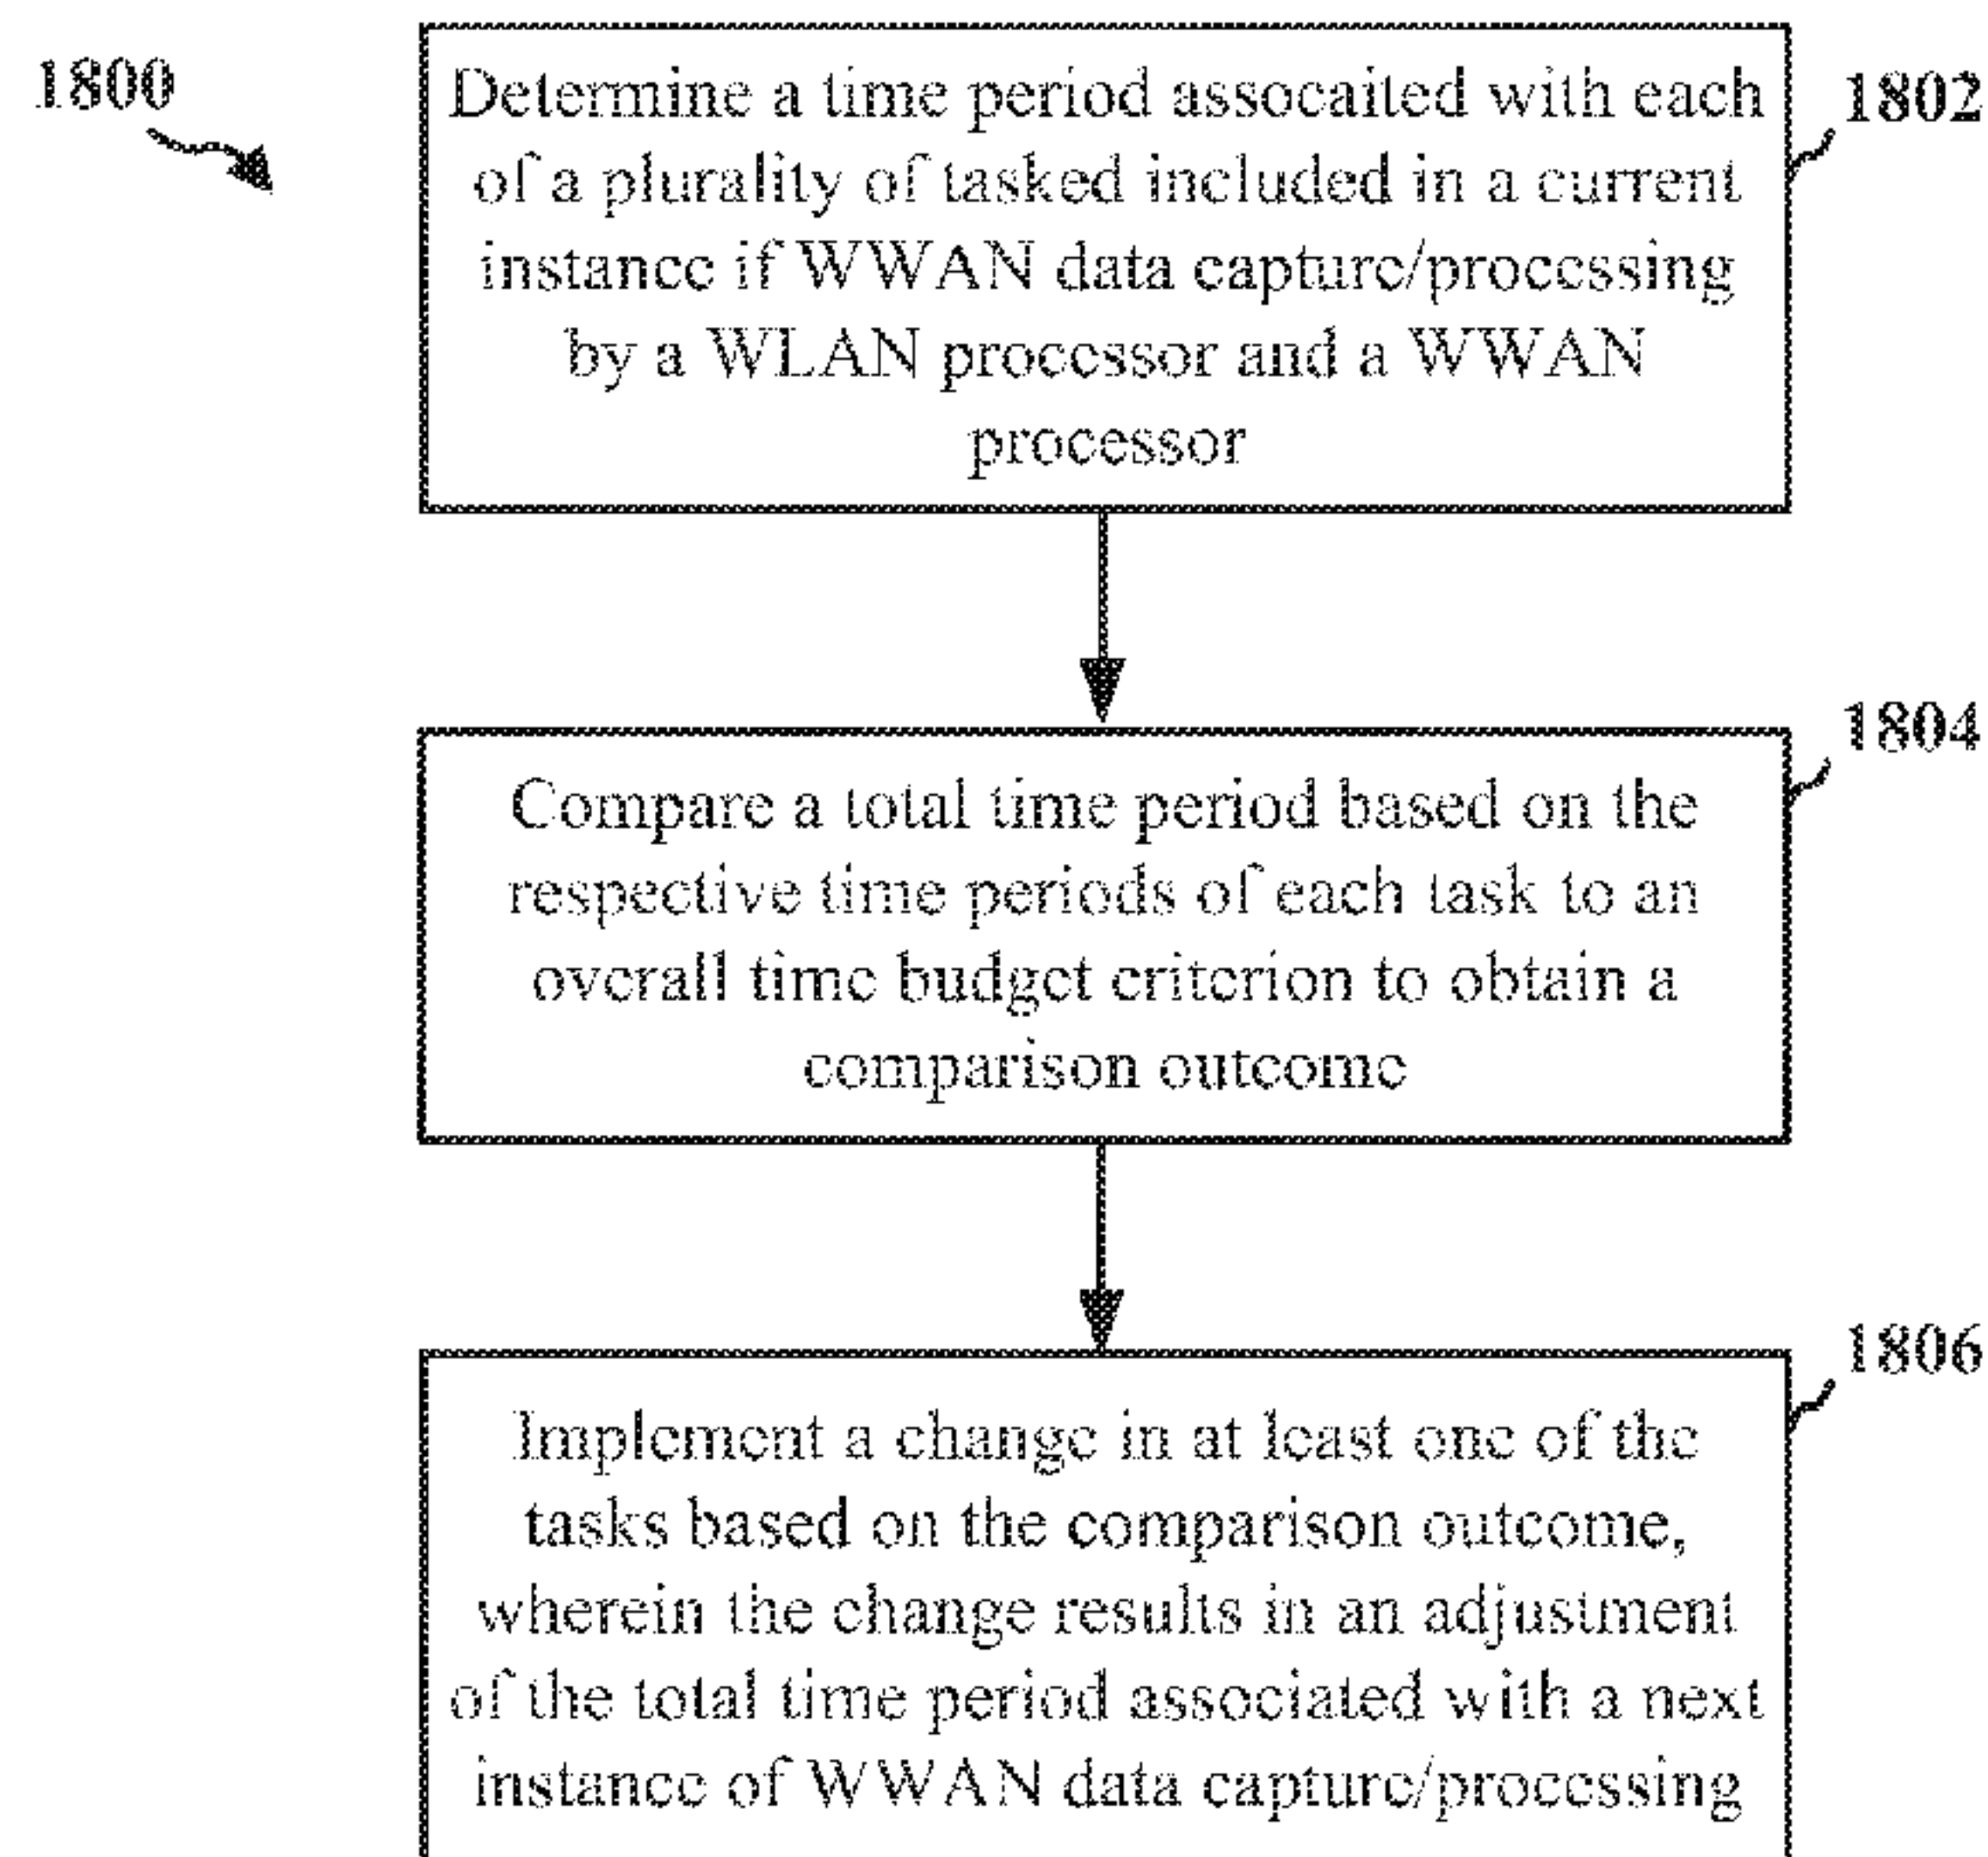 1800
Determine a time period assocaited with each
of a plurality of tasked included in a current
instance if WWAN data capture/processing
by a WLAN processor and a WWAN
processor
1802
Compare a total time period based on the
respective time periods of each task to an
overall time budget criterion to obtain a
comparison outcome
1804
Implement a change in at least one of the
tasks based on the comparison outcome,
wherein the change results in an adjustment
of the total time period associated with a next
instance of WWAN data capture/processing
1806